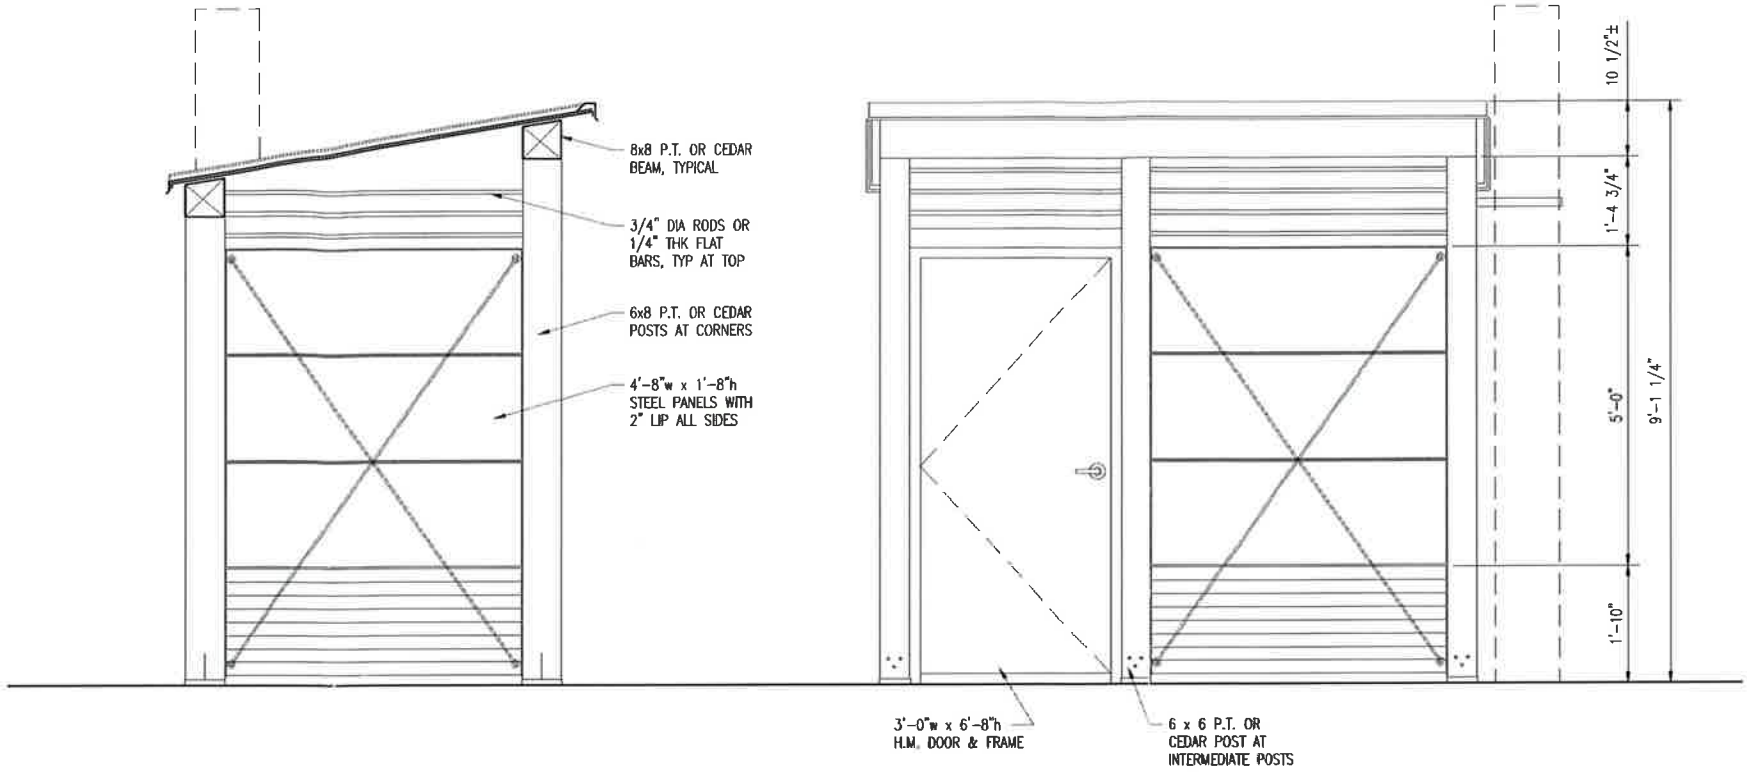 8x8 P.T. OR CEDAR
BEAM, TYPICAL
3/4" DIA RODS OR
1/4" THK FLAT
BARS, TYP AT TOP
6x8 P.T. OR CEDAR
POSTS AT CORNERS
4'-8"w x 1'-8"h
STEEL PANELS WITH
2" LIP ALL SIDES
10 1/2"±
1'-4 3/4"
5'-0"
9'-1 1/4"
1'-10"
3'-0"w x 6'-8"h
H.M. DOOR & FRAME
6 x 6 P.T. OR
CEDAR POST AT
INTERMEDIATE POSTS